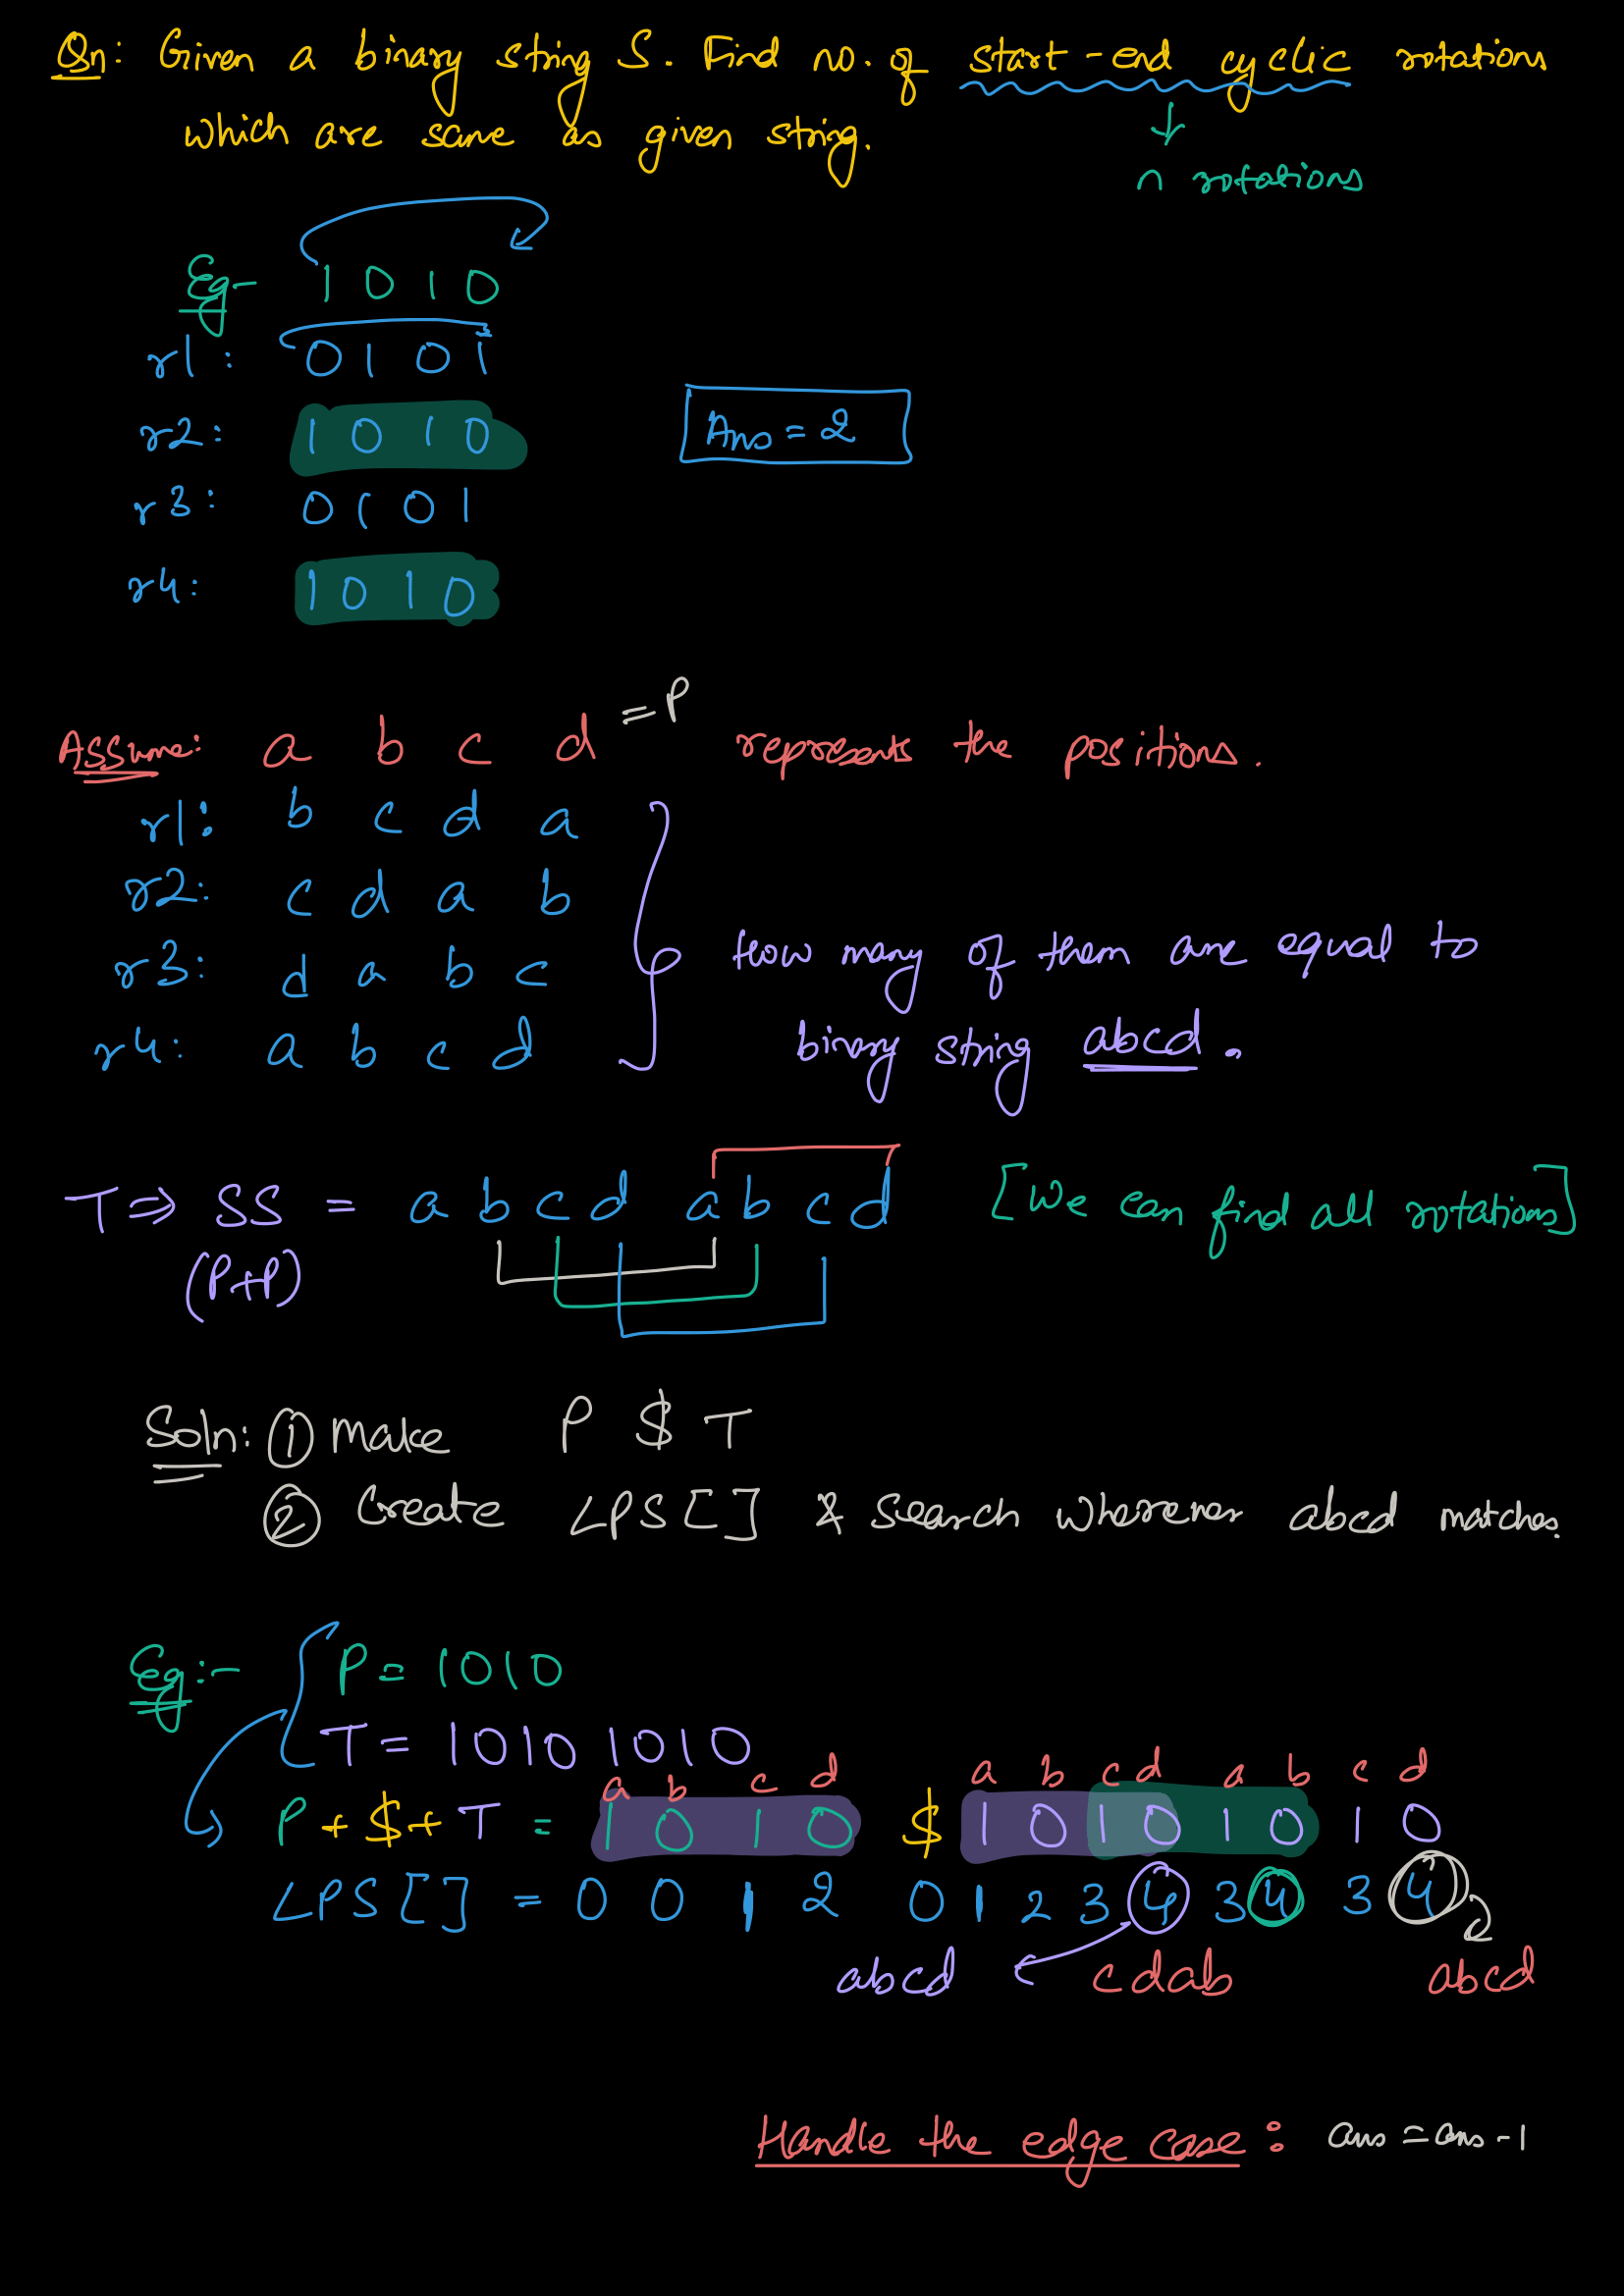 Qn: Given a binary string S. Find no. of start-end cyclic rotations
which are same as given string.
↓
n rotations
Eg- 1 0 1 0
r1: 0 1 0 1
r2: 1 0 1 0
Ans = 2
r3: 0 1 0 1
r4: 1 0 1 0
Assume: a b c d = P represents the positions.
r1: b c d a
r2: c d a b
r3: d a b c
r4: a b c d
How many of them are equal to
binary string abcd.
T ⇒ SS = a b c d a b c d [We can find all rotations]
(P+P)
Soln: ① Make P $ T
② Create LPS[] & search wherever abcd matches.
Eg:- P = 1010
T = 1010 1010
a b c d a b c d a b c d
P + $ + T = 1 0 1 0 $ 1 0 1 0 1 0 1 0
LPS[] = 0 0 1 2 0 1 2 3 4 3 4 3 4
abcd cdab abcd
Handle the edge case: ans = ans - 1